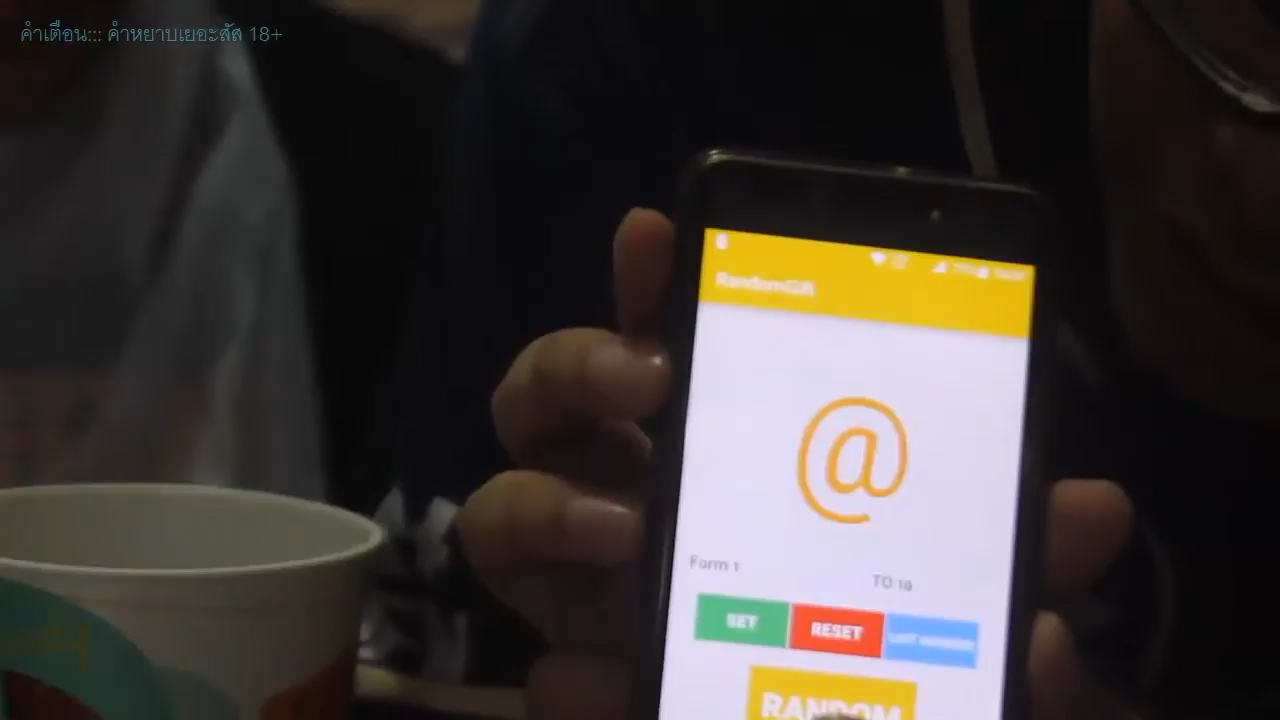 คำเตือน::: คำหยาบเยอะสัส 18+
RandomGift
@
Form 1
TO 18
SET
RESET
RANDOM